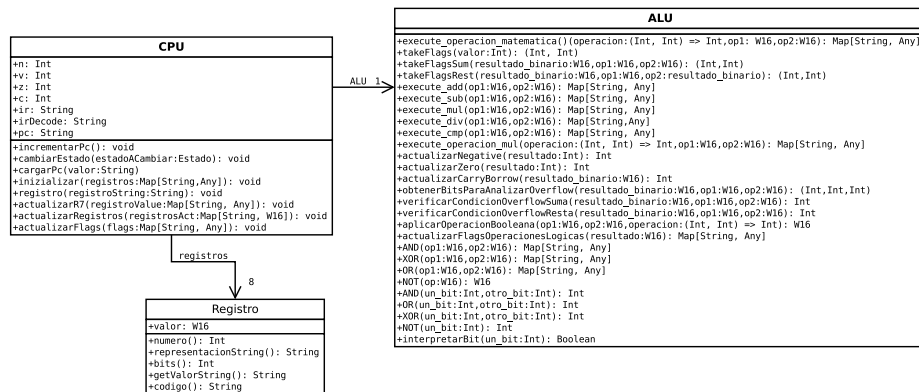 CPU
+n: Int
+v: Int
+z: Int
+c: Int
+ir: String
+irDecode: String
+pc: String
+incrementarPc(): void
+cambiarEstado(estadoACambiar:Estado): void
+cargarPc(valor:String)
+inizializar(registros:Map[String,Any]): void
+registro(registroString:String): void
+actualizarR7(registroValue:Map[String, Any]): void
+actualizarRegistros(registrosAct:Map[String, W16]): void
+actualizarFlags(flags:Map[String, Any]): void
ALU 1
ALU
+execute_operacion_matematica()(operacion:(Int, Int) => Int,op1: W16,op2:W16): Map[String, Any]
+takeFlags(valor:Int): (Int, Int)
+takeFlagsSum(resultado_binario:W16,op1:W16,op2:W16): (Int,Int)
+takeFlagsRest(resultado_binario:W16,op1:W16,op2:resultado_binario): (Int,Int)
+execute_add(op1:W16,op2:W16): Map[String, Any]
+execute_sub(op1:W16,op2:W16): Map[String, Any]
+execute_mul(op1:W16,op2:W16): Map[String, Any]
+execute_div(op1:W16,op2:W16): Map[String,Any]
+execute_cmp(op1:W16,op2:W16): Map[String, Any]
+execute_operacion_mul(operacion:(Int, Int) => Int,op1:W16,op2:W16): Map[String, Any]
+actualizarNegative(resultado:Int): Int
+actualizarZero(resultado:Int): Int
+actualizarCarryBorrow(resultado_binario:W16): Int
+obtenerBitsParaAnalizarOverflow(resultado_binario:W16,op1:W16,op2:W16): (Int,Int,Int)
+verificarCondicionOverflowSuma(resultado_binario:W16,op1:W16,op2:W16): Int
+verificarCondicionOverflowResta(resultado_binario:W16,op1:W16,op2:W16): Int
+aplicarOperacionBooleana(op1:W16,op2:W16,operacion:(Int, Int) => Int): W16
+actualizarFlagsOperacionesLogicas(resultado:W16): Map[String, Any]
+AND(op1:W16,op2:W16): Map[String, Any]
+XOR(op1:W16,op2:W16): Map[String, Any]
+OR(op1:W16,op2:W16): Map[String, Any]
+NOT(op:W16): W16
+AND(un_bit:Int,otro_bit:Int): Int
+OR(un_bit:Int,otro_bit:Int): Int
+XOR(un_bit:Int,otro_bit:Int): Int
+NOT(un_bit:Int): Int
+interpretarBit(un_bit:Int): Boolean
registros
8
Registro
+valor: W16
+numero(): Int
+representacionString(): String
+bits(): Int
+getValorString(): String
+codigo(): String